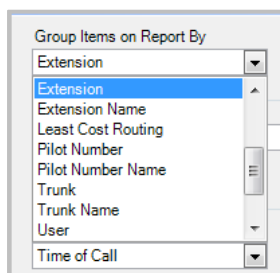 Group Items on Report By
Extension
Extension
Extension Name
Least Cost Routing
Pilot Number
Pilot Number Name
Trunk
Trunk Name
User
Time of Call